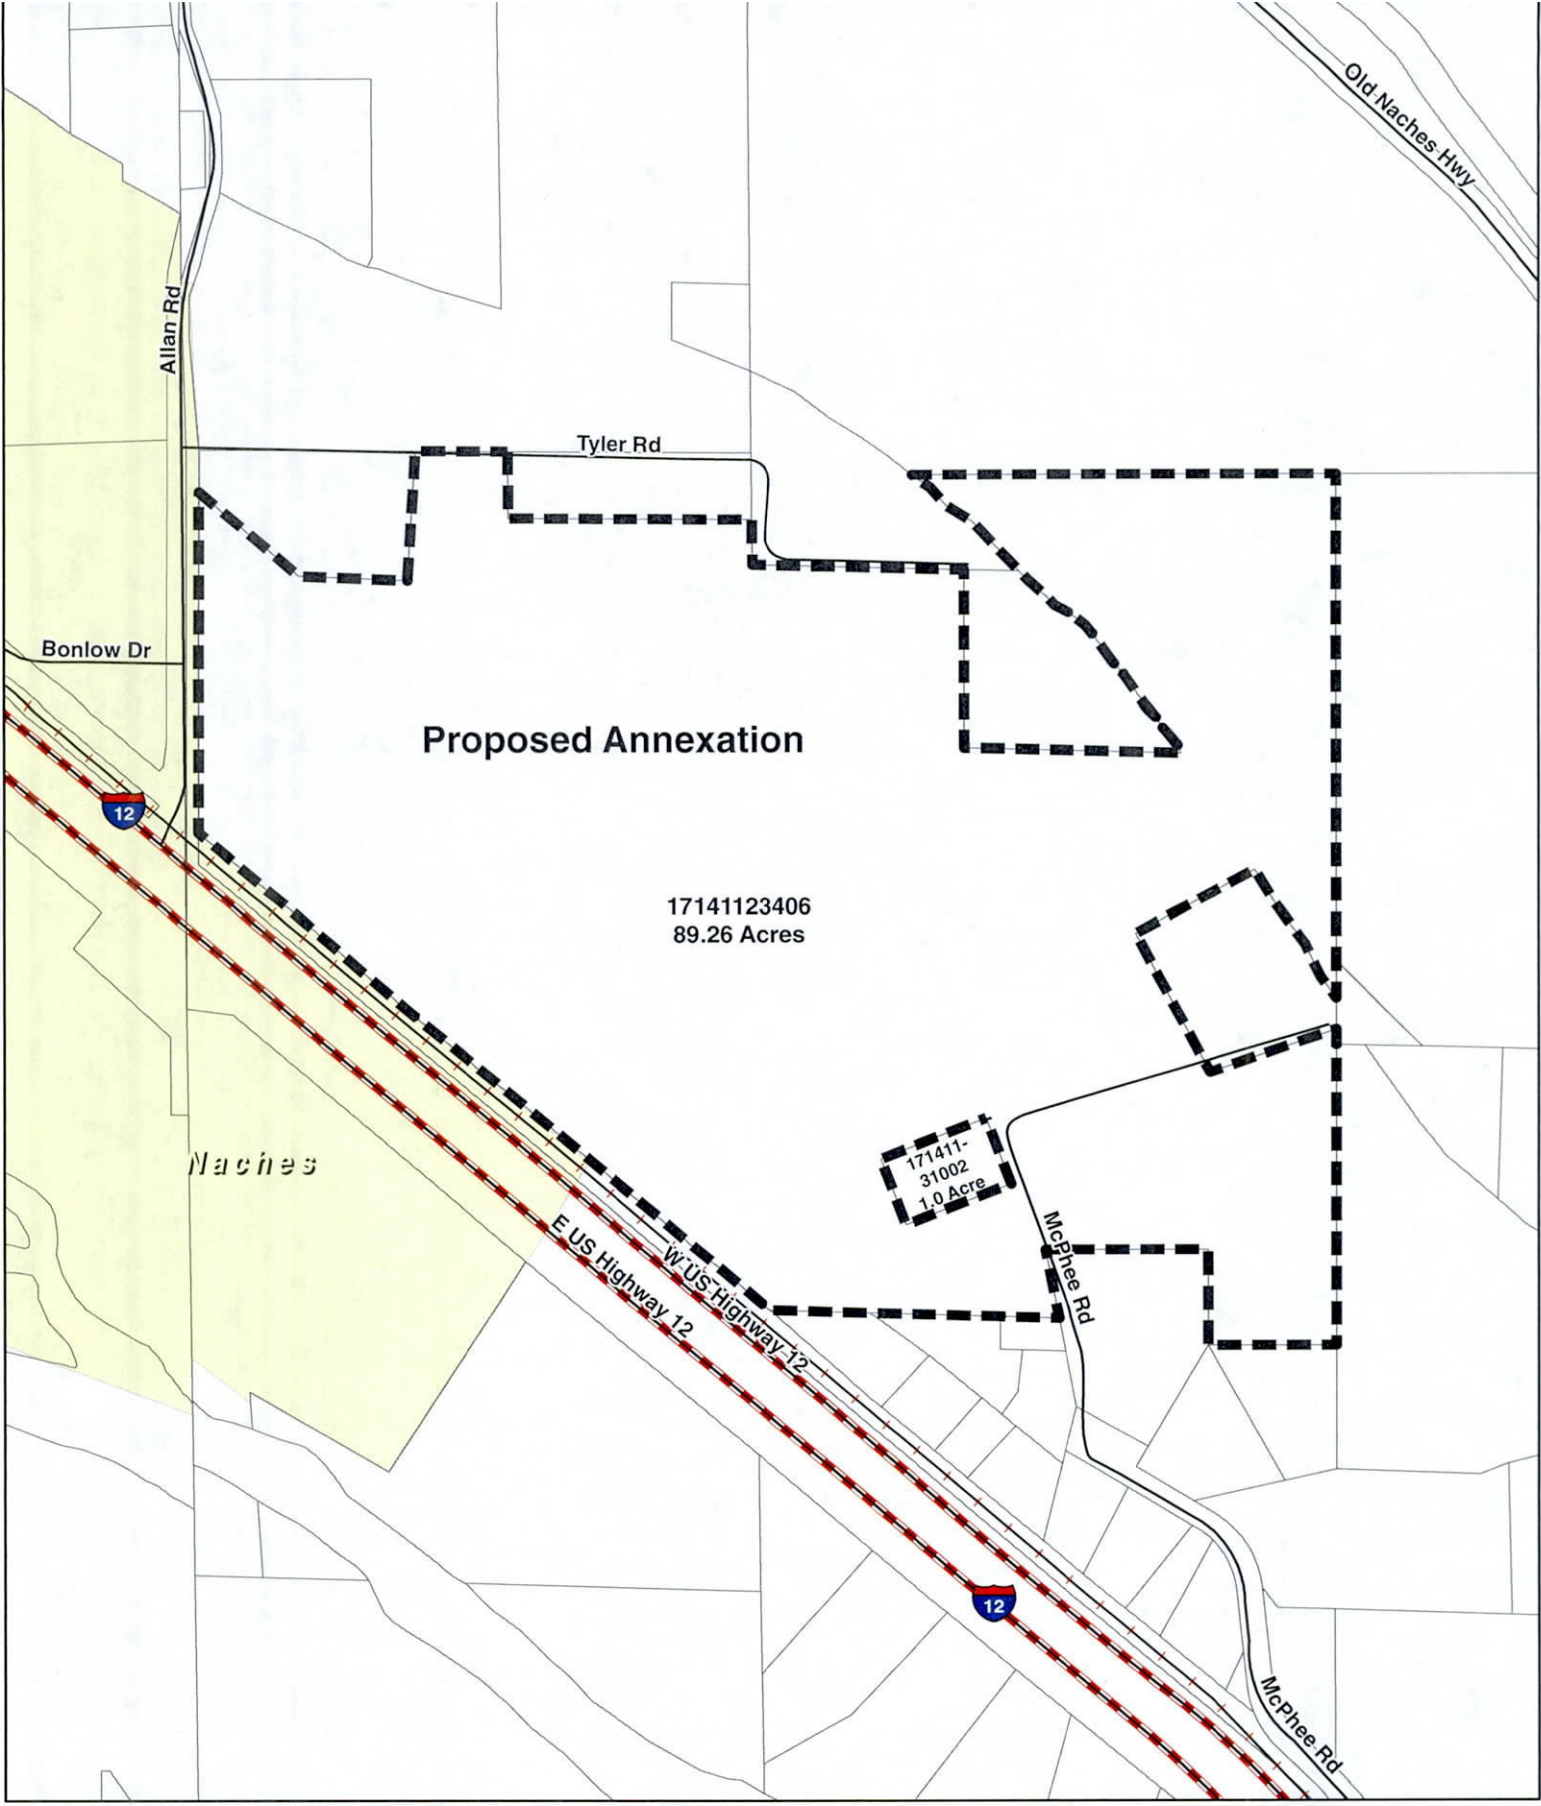 Old Naches Hwy
Allan Rd
Tyler Rd
Bonlow Dr
Proposed Annexation
12
17141123406
89.26 Acres
171411-
31002
1.0 Acre
Naches
McPhee Rd
E US Highway 12
W US Highway 12
12
McPhee Rd